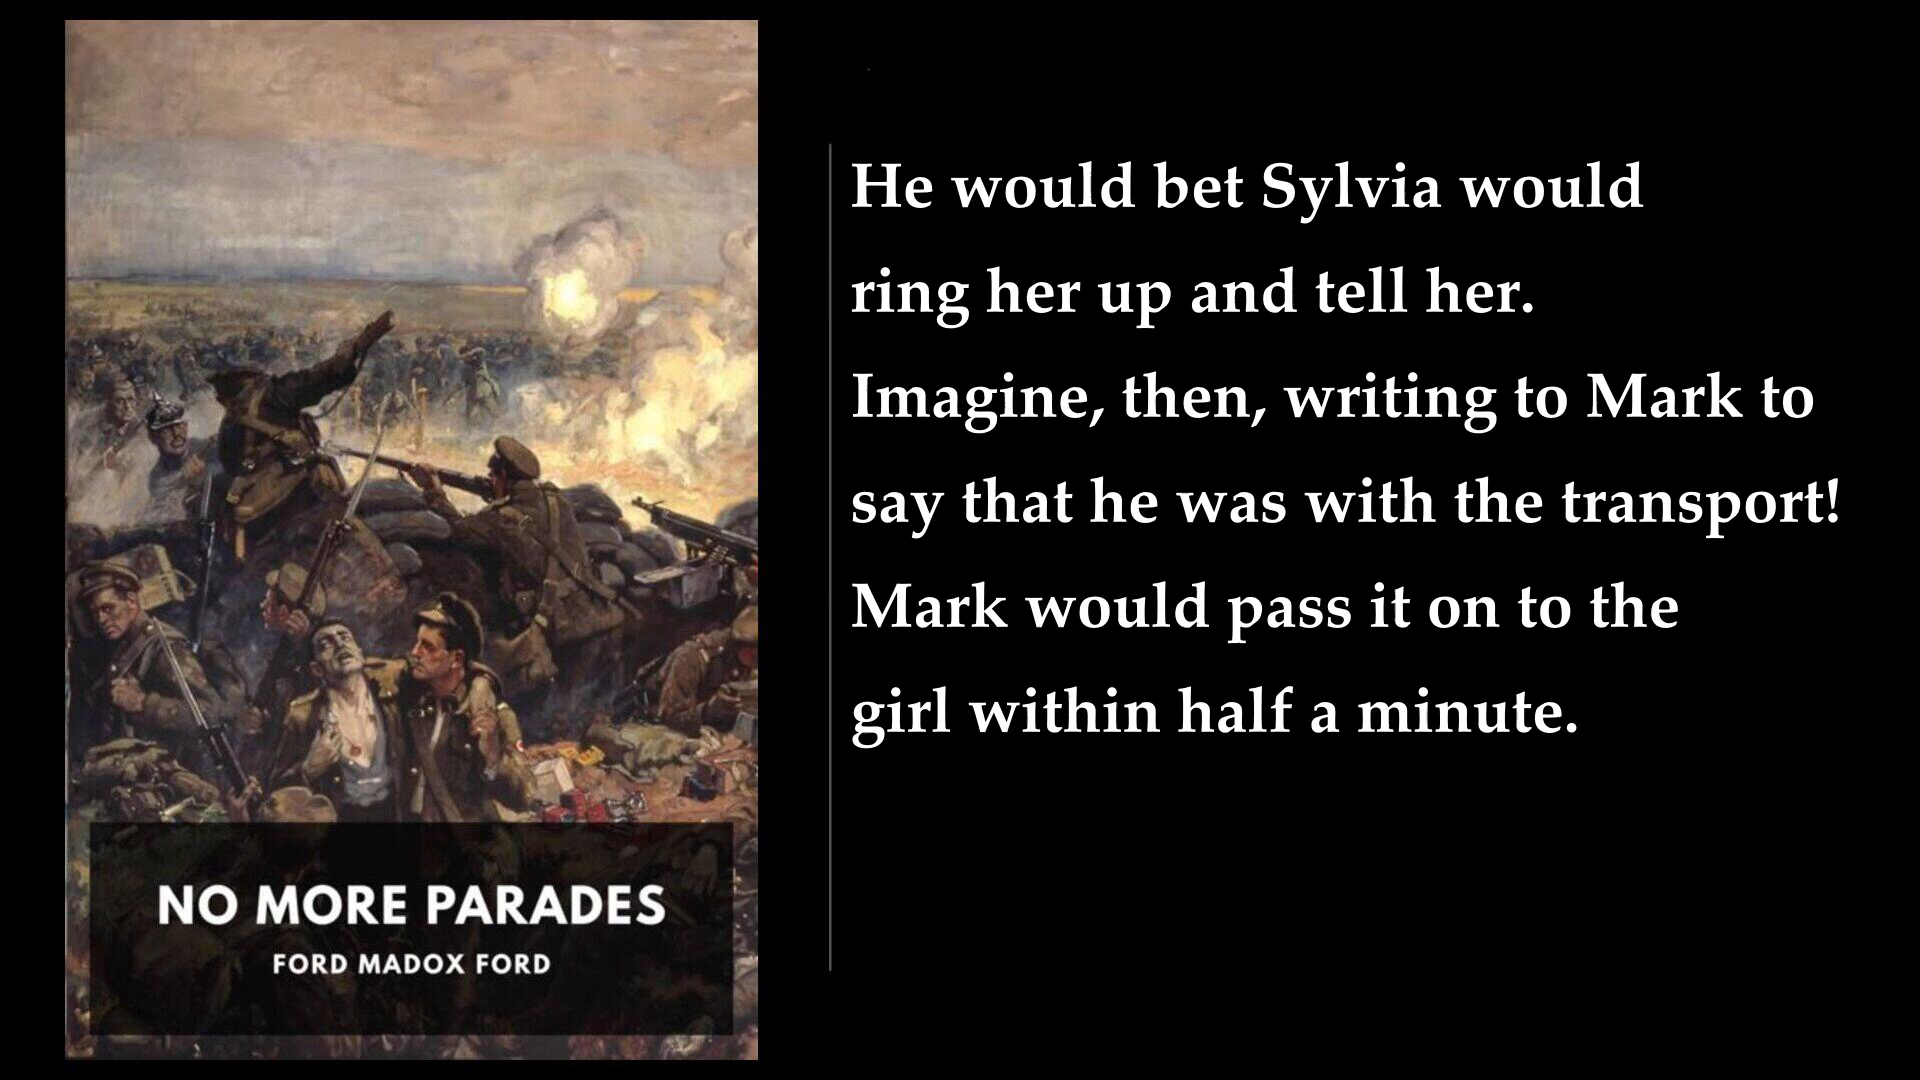 He would bet Sylvia would
ring her up and tell her.
Imagine, then, writing to Mark to
say that he was with the transport!
Mark would pass it on to the
girl within half a minute.
NO MORE PARADES
FORD MADOX FORD